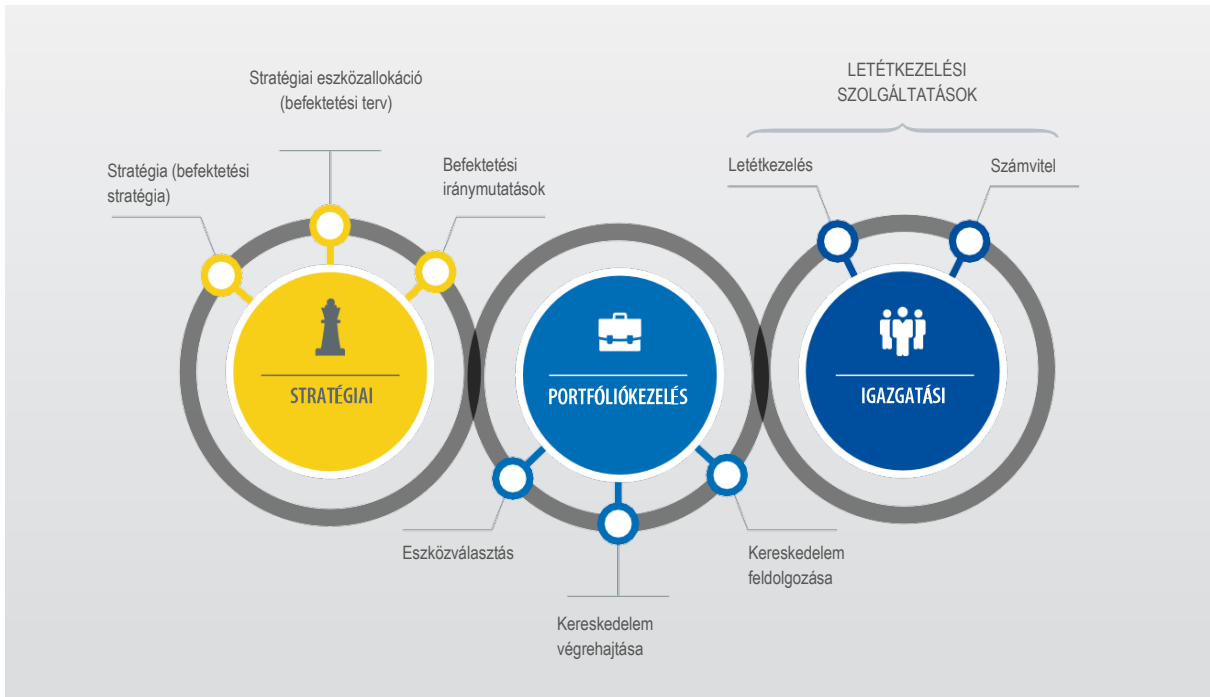 Stratégiai eszközallokáció
(befektetési terv)
Stratégia (befektetési
stratégia)
Befektetési
iránymutatások
STRATÉGIAI
PORTFÓLIÓKEZELÉS
Eszközválasztás
Kereskedelem
végrehajtása
Kereskedelem
feldolgozása
LETÉTKEZELÉSI
SZOLGÁLTATÁSOK
Letétkezelés
Számvitel
IGAZGATÁSI